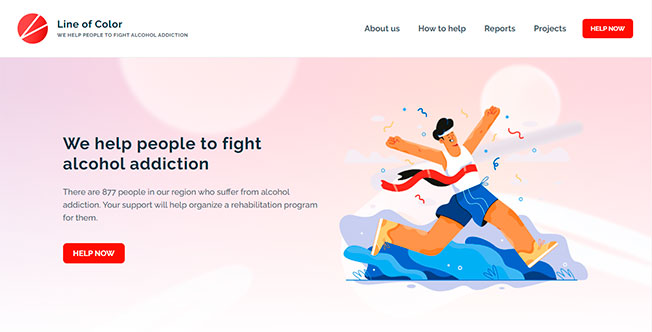 Line of Color
WE HELP PEOPLE TO FIGHT ALCOHOL ADDICTION
About us
How to help
Reports
Projects
HELP NOW
We help people to fight
alcohol addiction
There are 877 people in our region who suffer from alcohol
addiction. Your support will help organize a rehabilitation program
for them.
HELP NOW